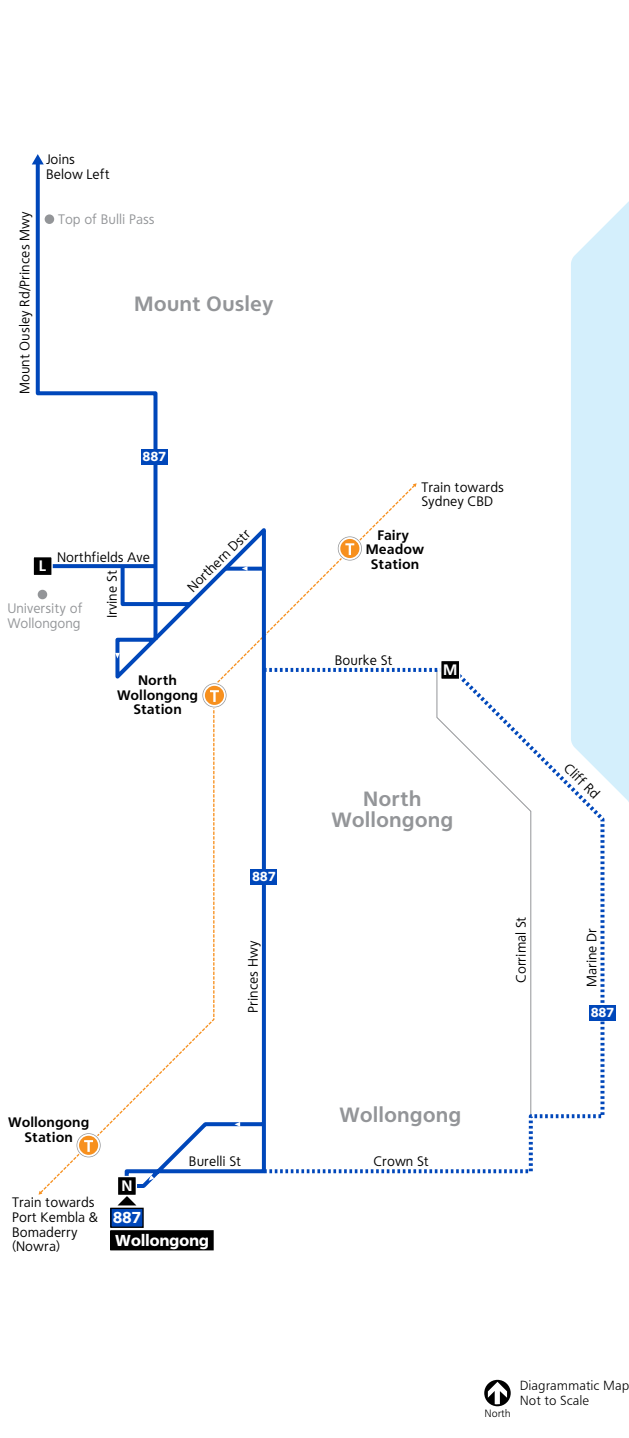 Joins
Below Left
Top of Bulli Pass
Mount Ousley Rd/Princes Mwy
Mount Ousley
887
Train towards
Sydney CBD
Fairy
Meadow
Station
T
Northern Dstr
Northfields Ave
L
Irvine St
University of
Wollongong
Bourke St
M
North
Wollongong
Station
T
Cliff Rd
North
Wollongong
887
Princes Hwy
Corrimal St
Marine Dr
887
Wollongong
Station
T
Wollongong
Burelli St
Crown St
N
887
Wollongong
Train towards
Port Kembla &
Bomaderry
(Nowra)
Diagrammatic Map
Not to Scale
North